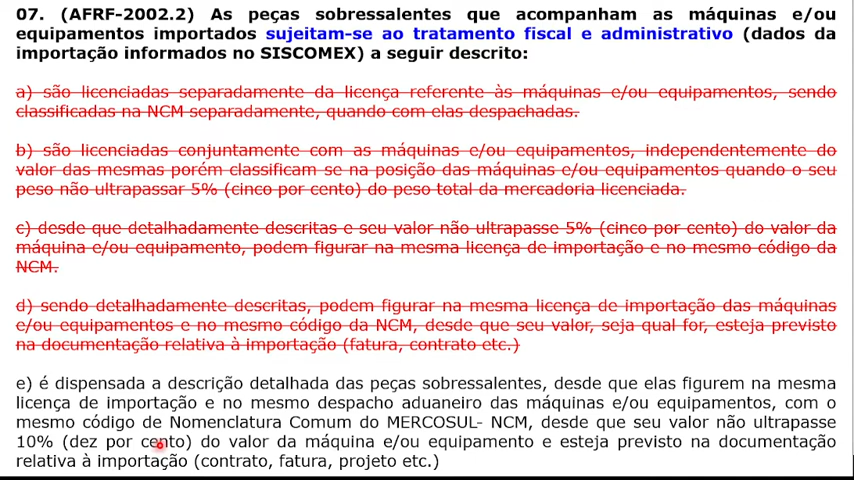 07. (AFRF-2002.2) As peças sobressalentes que acompanham as máquinas e/ou
equipamentos importados sujeitam-se ao tratamento fiscal e administrativo (dados da
importação informados no SISCOMEX) a seguir descrito:
a) são licenciadas separadamente da licença referente às máquinas e/ou equipamentos, sendo
classificadas na NCM separadamente, quando com elas despachadas.
b) são licenciadas conjuntamente com as máquinas e/ou equipamentos, independentemente do
valor das mesmas porém classificam se na posição das máquinas e/ou equipamentos quando o seu
peso não ultrapassar 5% (cinco por cento) do peso total da mercadoria licenciada.
c) desde que detalhadamente descritas e seu valor não ultrapasse 5% (cinco por cento) do valor da
máquina e/ou equipamento, podem figurar na mesma licença de importação e no mesmo código da
NCM.
d) sendo detalhadamente descritas, podem figurar na mesma licença de importação das máquinas
e/ou equipamentos e no mesmo código da NCM, desde que seu valor, seja qual for, esteja previsto
na documentação relativa à importação (fatura, contrato etc.)
e) é dispensada a descrição detalhada das peças sobressalentes, desde que elas figurem na mesma
licença de importação e no mesmo despacho aduaneiro das máquinas e/ou equipamentos, com o
mesmo código de Nomenclatura Comum do MERCOSUL- NCM, desde que seu valor não ultrapasse
10% (dez por cento) do valor da máquina e/ou equipamento e esteja previsto na documentação
relativa à importação (contrato, fatura, projeto etc.)